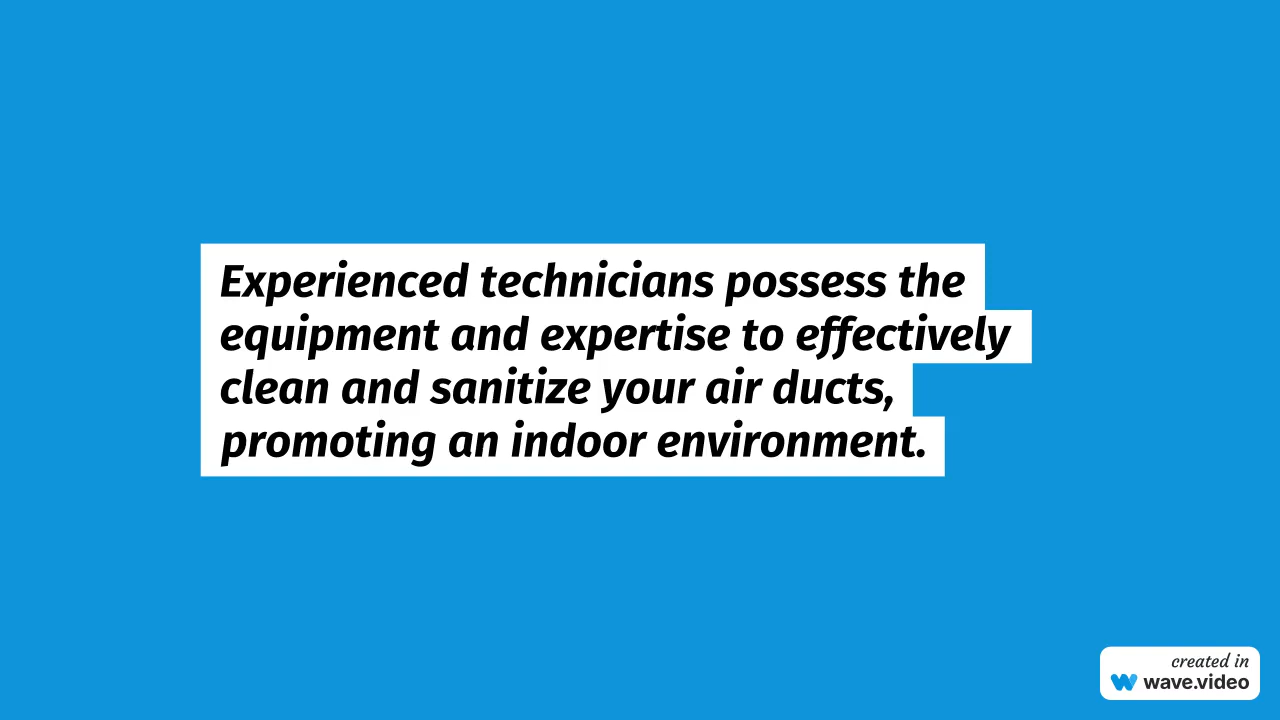 Experienced technicians possess the
equipment and expertise to effectively
clean and sanitize your air ducts,
promoting an indoor environment.
created in
wave.video